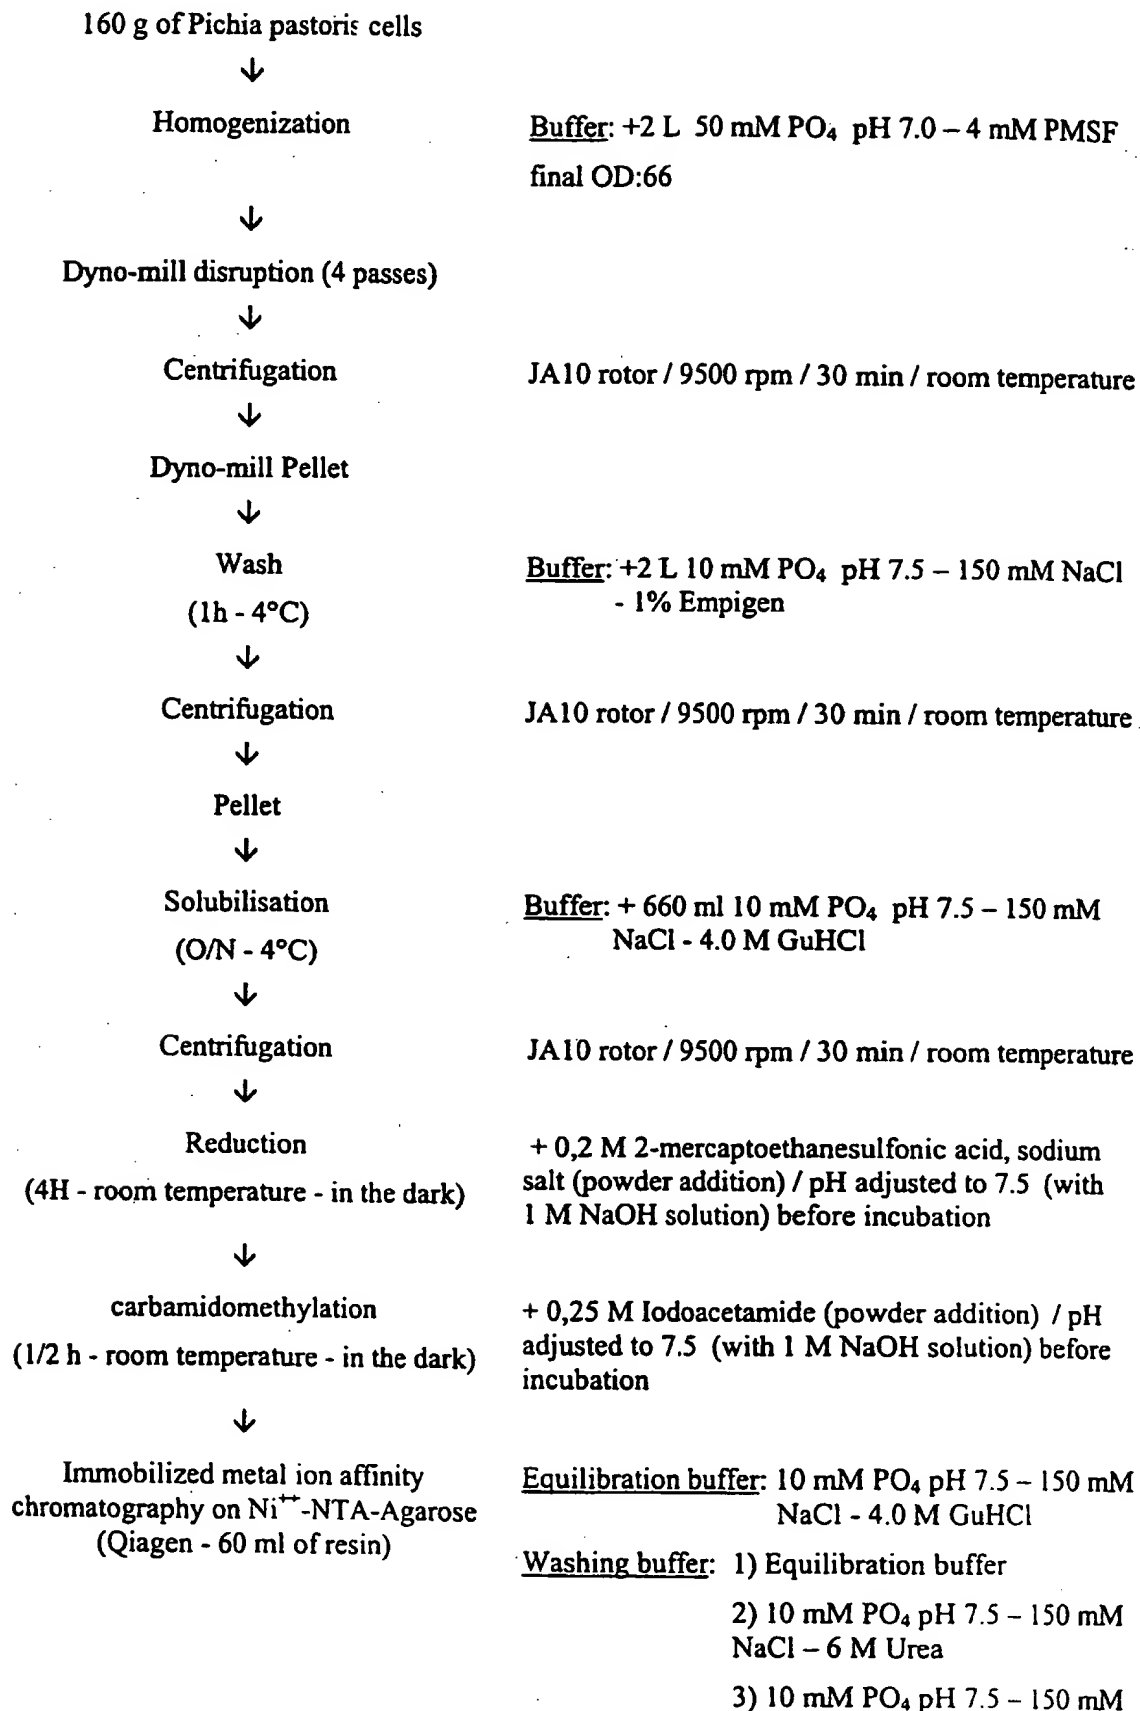 160 g of Pichia pastoris cells
↓
Homogenization
Buffer: +2 L 50 mM PO₄ pH 7.0 – 4 mM PMSF
final OD:66
↓
Dyno-mill disruption (4 passes)
↓
Centrifugation
JA10 rotor / 9500 rpm / 30 min / room temperature
↓
Dyno-mill Pellet
↓
Wash
(1h - 4°C)
Buffer: +2 L 10 mM PO₄ pH 7.5 – 150 mM NaCl
- 1% Empigen
↓
Centrifugation
JA10 rotor / 9500 rpm / 30 min / room temperature
↓
Pellet
↓
Solubilisation
(O/N - 4°C)
Buffer: + 660 ml 10 mM PO₄ pH 7.5 – 150 mM
NaCl - 4.0 M GuHCl
↓
Centrifugation
JA10 rotor / 9500 rpm / 30 min / room temperature
↓
Reduction
(4H - room temperature - in the dark)
+ 0,2 M 2-mercaptoethanesulfonic acid, sodium
salt (powder addition) / pH adjusted to 7.5 (with
1 M NaOH solution) before incubation
↓
carbamidomethylation
(1/2 h - room temperature - in the dark)
+ 0,25 M Iodoacetamide (powder addition) / pH
adjusted to 7.5 (with 1 M NaOH solution) before
incubation
↓
Immobilized metal ion affinity
chromatography on Ni⁺⁺-NTA-Agarose
(Qiagen - 60 ml of resin)
Equilibration buffer: 10 mM PO₄ pH 7.5 – 150 mM
NaCl - 4.0 M GuHCl
Washing buffer: 1) Equilibration buffer
2) 10 mM PO₄ pH 7.5 – 150 mM
NaCl – 6 M Urea
3) 10 mM PO₄ pH 7.5 – 150 mM